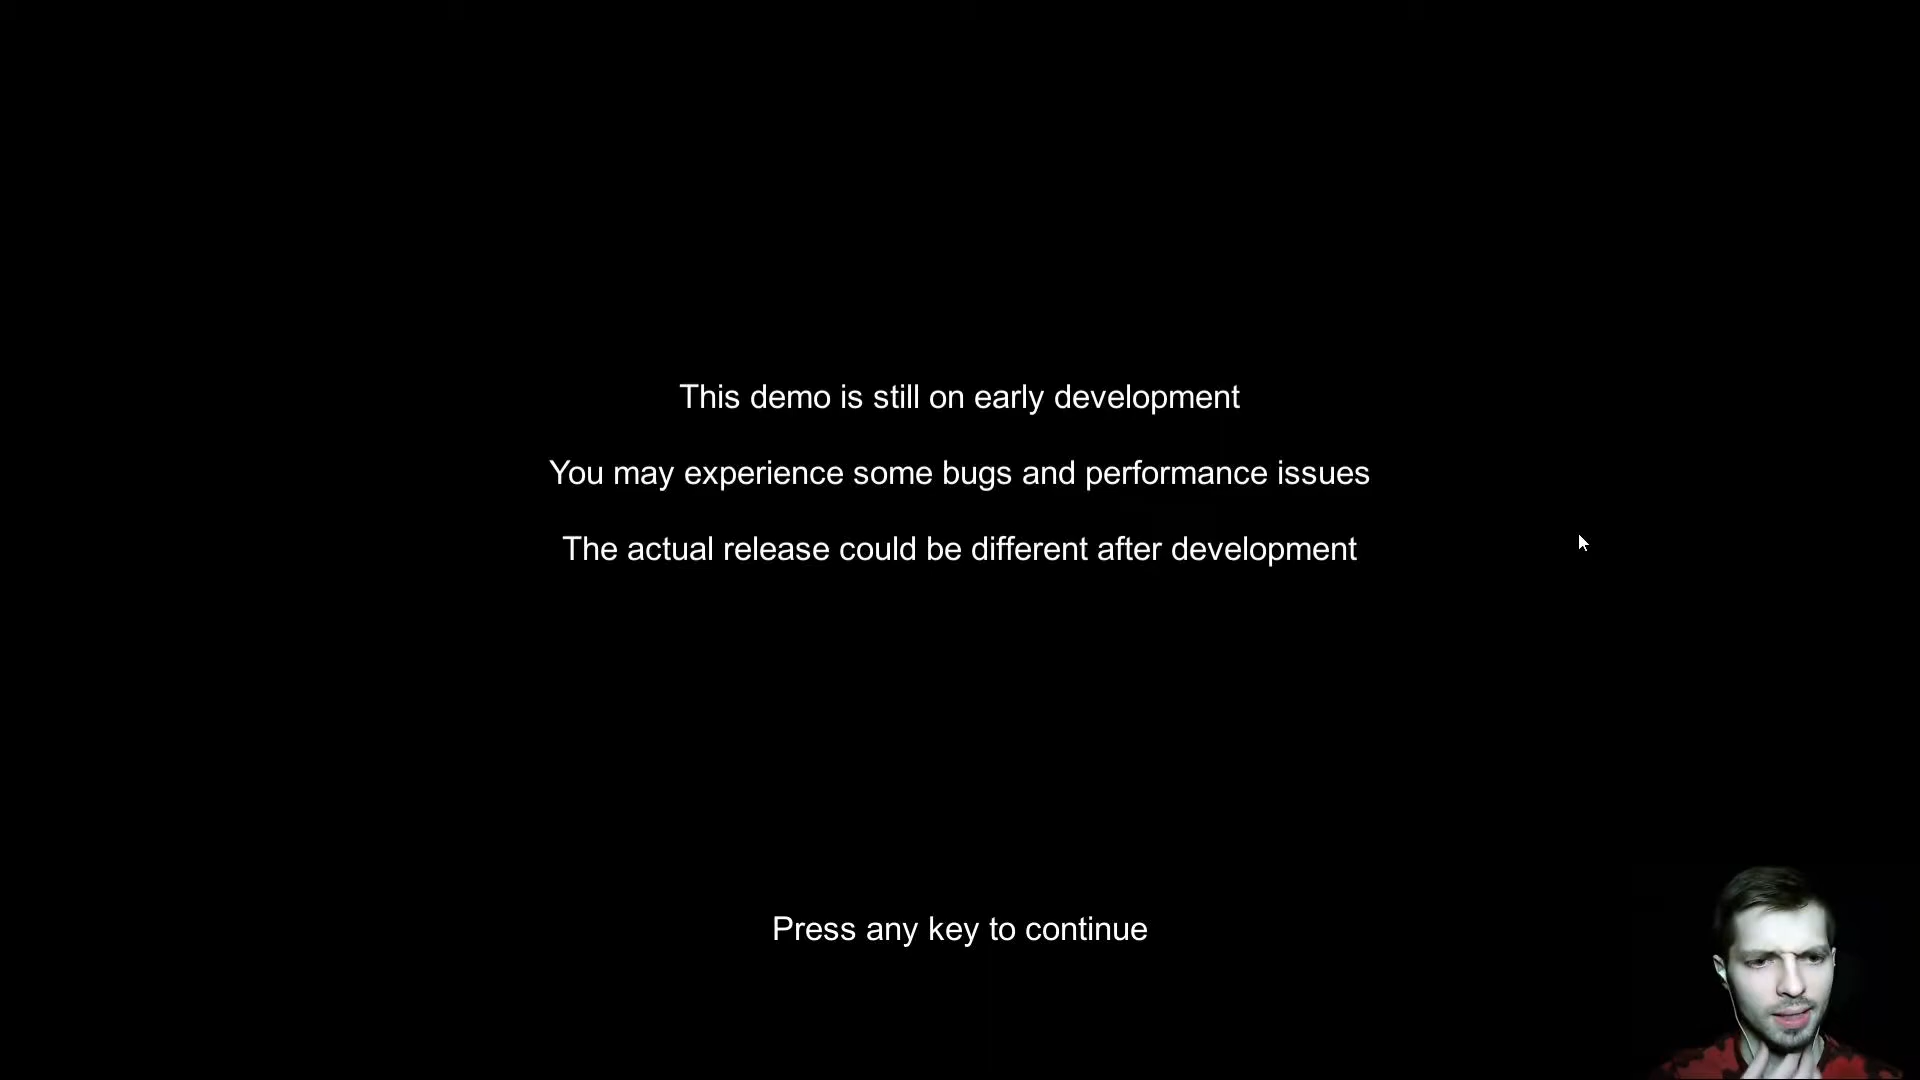 This demo is still on early development
You may experience some bugs and performance issues
The actual release could be different after development
Press any key to continue